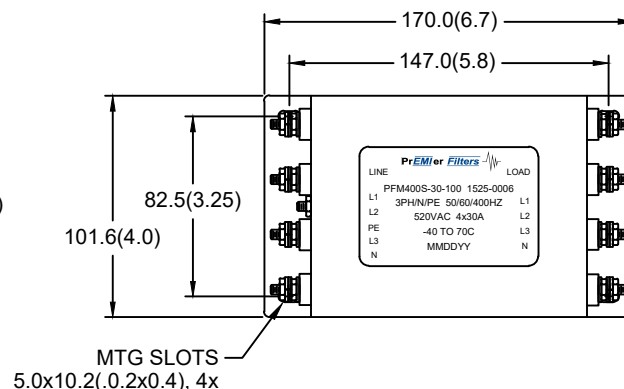 170.0(6.7)
147.0(5.8)
82.5(3.25)
101.6(4.0)
)
PrEMIer Filters
LINE LOAD
PFM400S-30-100 1525-0006
L1 3PH/N/PE 50/60/400HZ L1
L2 520VAC 4x30A L2
PE -40 TO 70C L3
L3 MMDDYY N
N
MTG SLOTS
5.0x10.2(.0.2x0.4), 4x